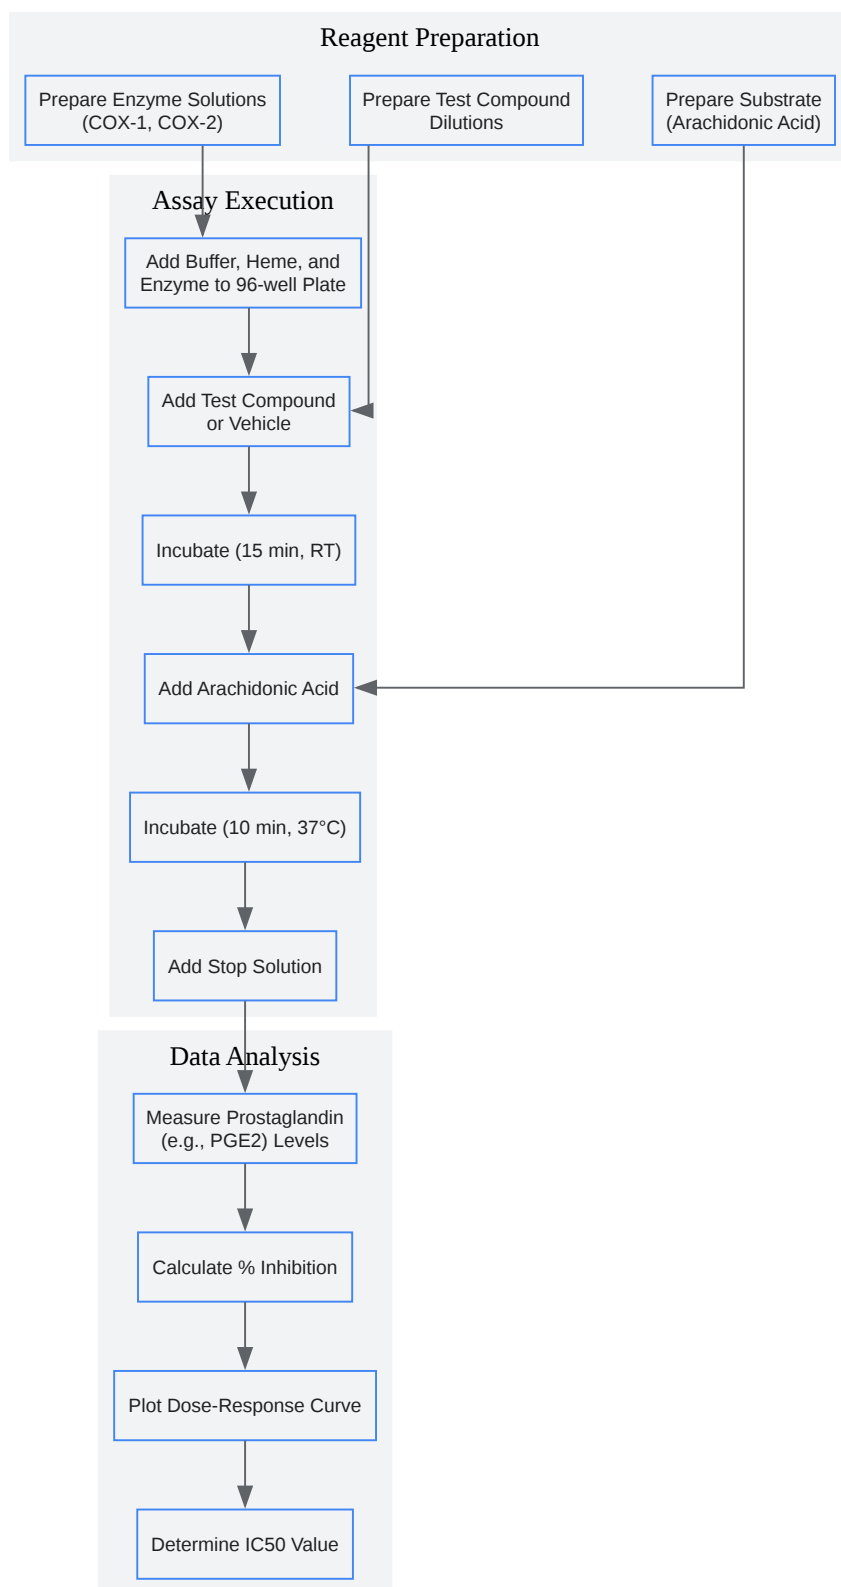 Reagent Preparation
Prepare Enzyme Solutions
(COX-1, COX-2)
Prepare Test Compound
Dilutions
Prepare Substrate
(Arachidonic Acid)
Assay Execution
Add Buffer, Heme, and
Enzyme to 96-well Plate
Add Test Compound
or Vehicle
Incubate (15 min, RT)
Add Arachidonic Acid
Incubate (10 min, 37°C)
Add Stop Solution
Data Analysis
Measure Prostaglandin
(e.g., PGE2) Levels
Calculate % Inhibition
Plot Dose-Response Curve
Determine IC50 Value